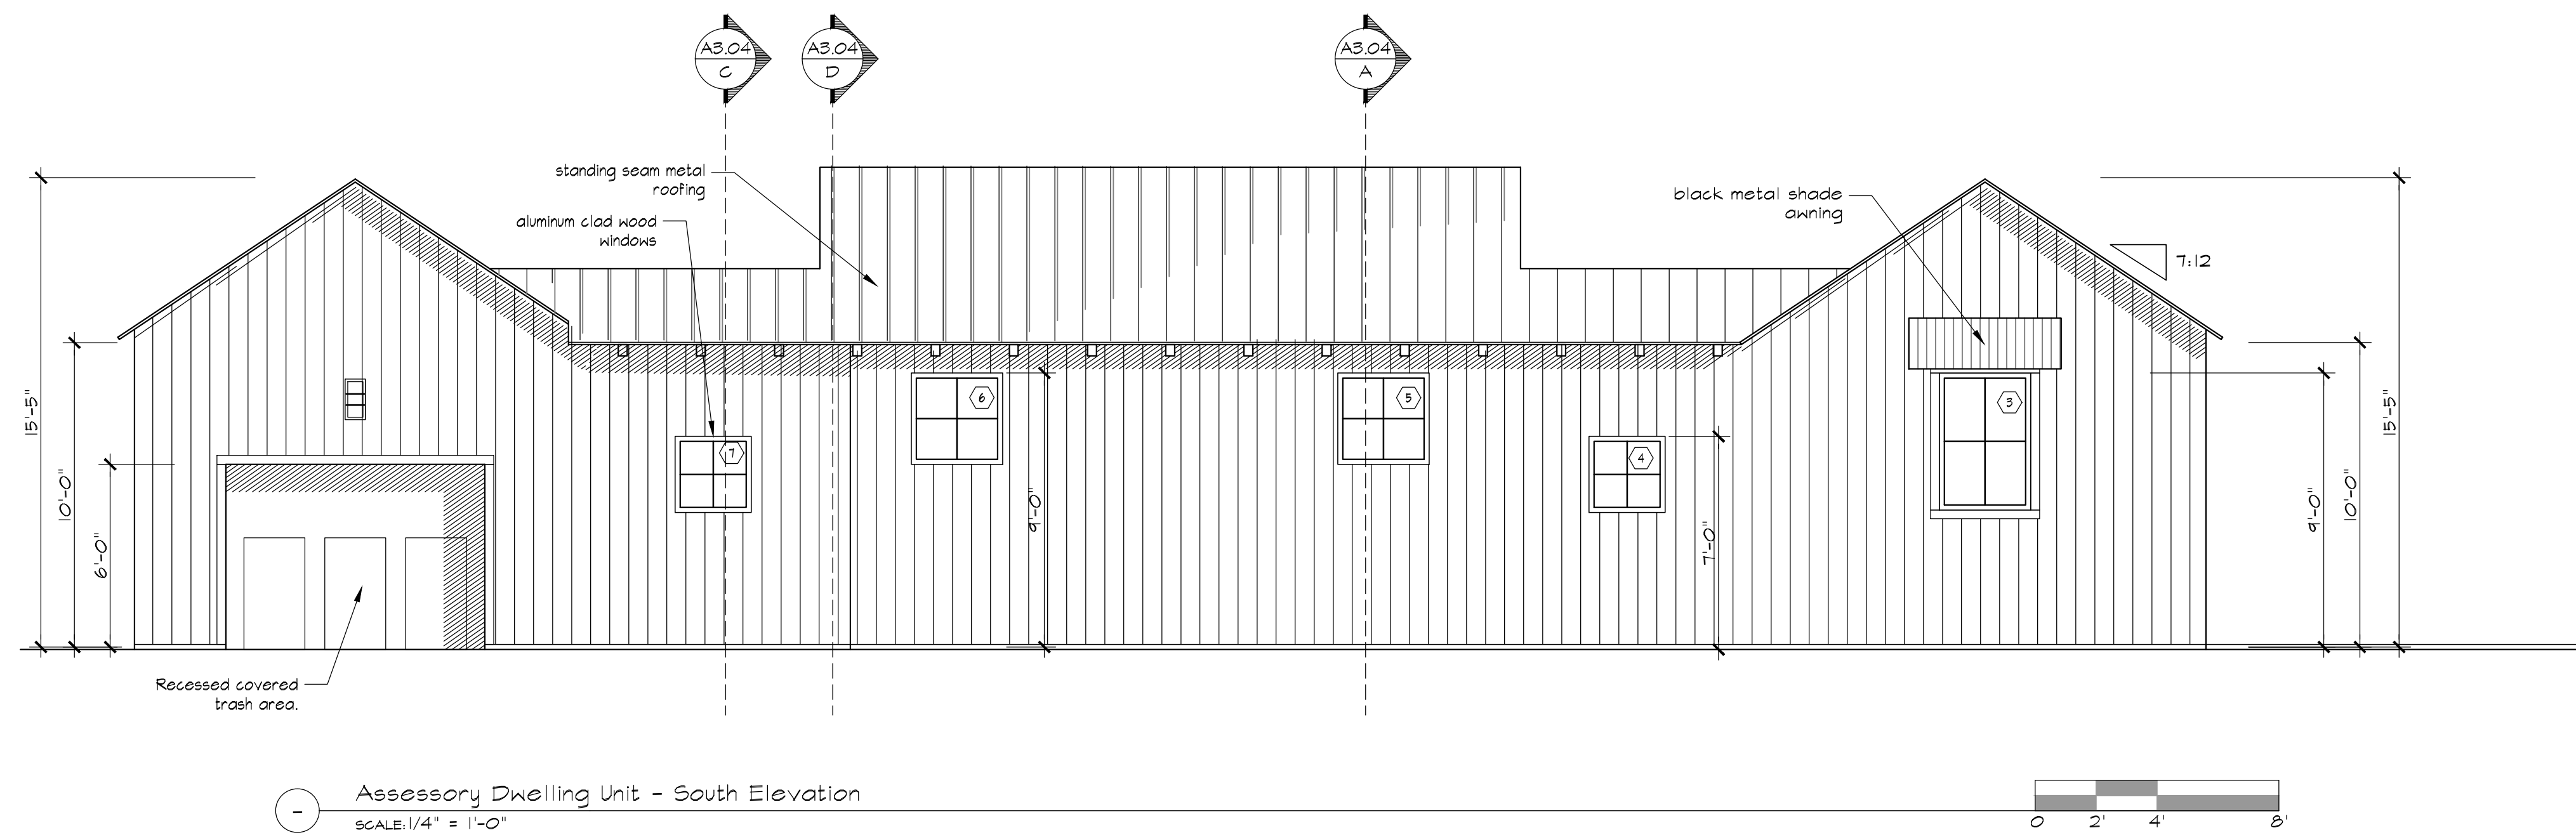 A3.04
C
A3.04
D
A3.04
A
standing seam metal
roofing
aluminum clad wood
windows
black metal shade
awning
7:12
15'-5"
10'-0"
6'-0"
7
6
9'-0"
5
4
7'-0"
3
9'-0"
10'-0"
15'-5"
Recessed covered
trash area.
-
Assessory Dwelling Unit - South Elevation
SCALE: 1/4" = 1'-0"
0 2' 4' 8'